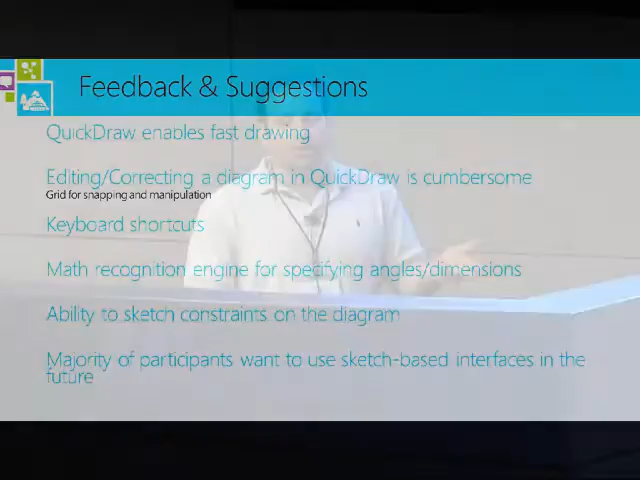 Feedback & Suggestions
QuickDraw enables fast drawing
Editing/Correcting a diagram in QuickDraw is cumbersome
Grid for snapping and manipulation
Keyboard shortcuts
Math recognition engine for specifying angles/dimensions
Ability to sketch constraints on the diagram
Majority of participants want to use sketch-based interfaces in the
future